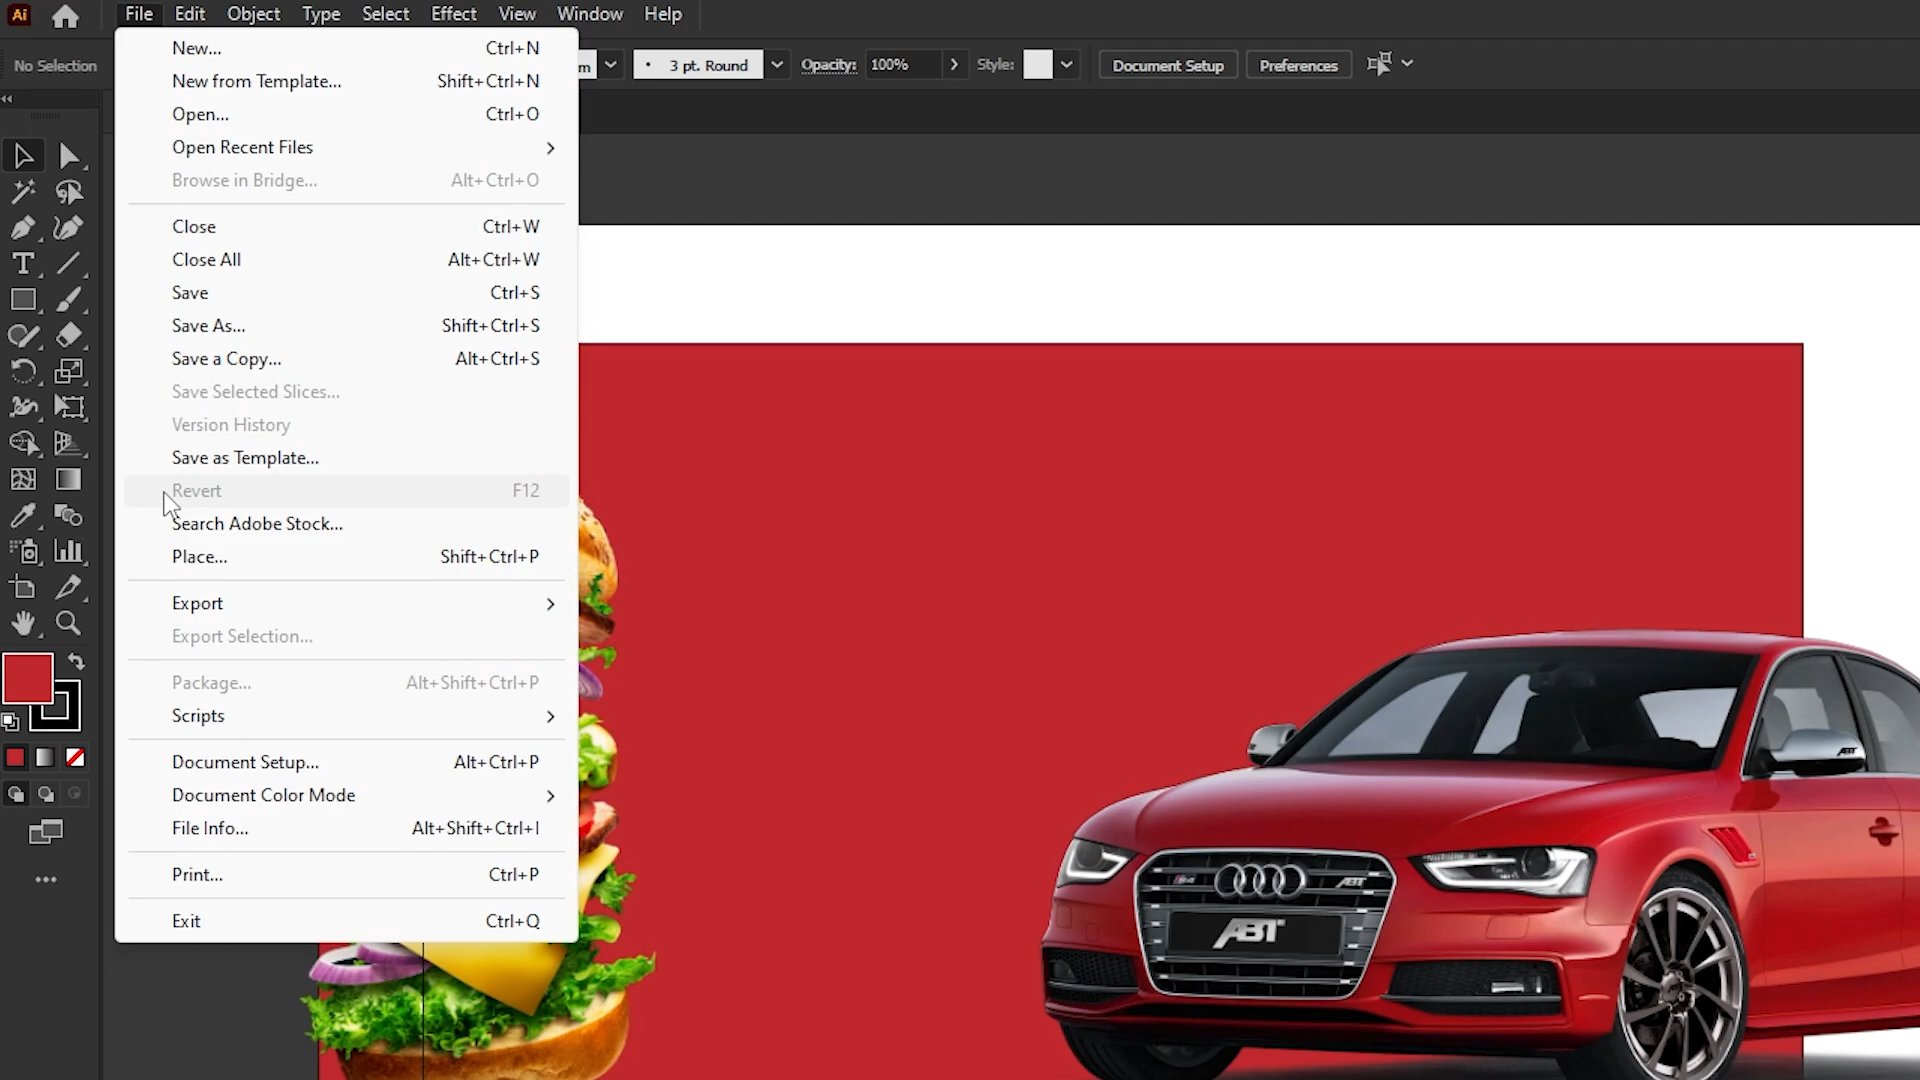 Ai File Edit Object Type Select Effect View Window Help
No Selection 3 pt. Round Opacity: 100% Style: Document Setup Preferences
New... Ctrl+N
New from Template... Shift+Ctrl+N
Open... Ctrl+O
Open Recent Files
Browse in Bridge... Alt+Ctrl+O
Close Ctrl+W
Close All Alt+Ctrl+W
Save Ctrl+S
Save As... Shift+Ctrl+S
Save a Copy... Alt+Ctrl+S
Save Selected Slices...
Version History
Save as Template...
Revert F12
Search Adobe Stock...
Place... Shift+Ctrl+P
Export
Export Selection...
Package... Alt+Shift+Ctrl+P
Scripts
Document Setup... Alt+Ctrl+P
Document Color Mode
File Info... Alt+Shift+Ctrl+I
Print... Ctrl+P
Exit Ctrl+Q
ABT
ABT
ABT